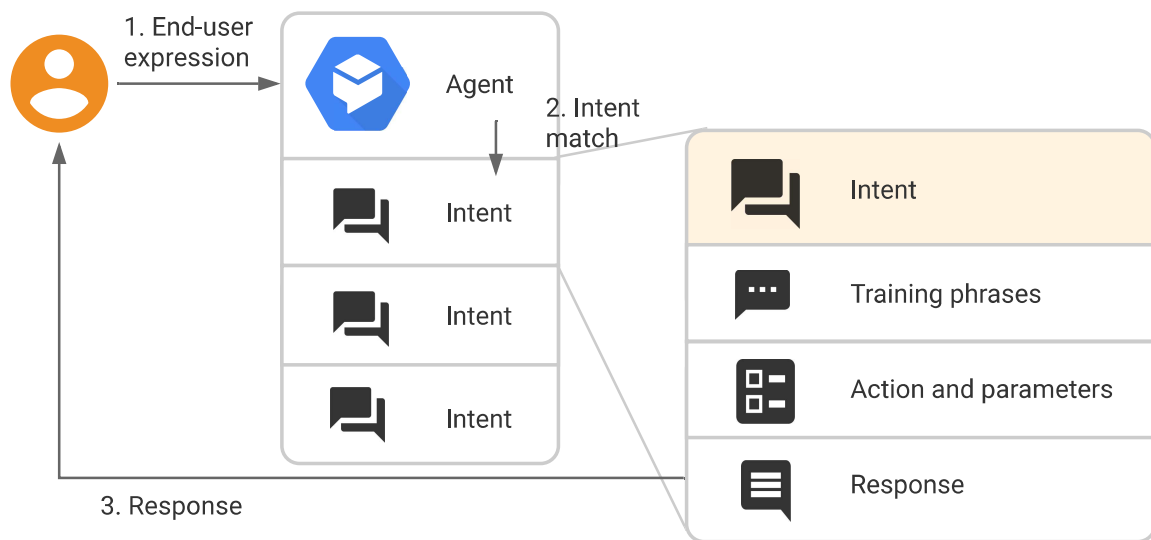 1. End-user
expression
Agent
2. Intent
match
Intent
Intent
Intent
Intent
Training phrases
Action and parameters
Response
3. Response